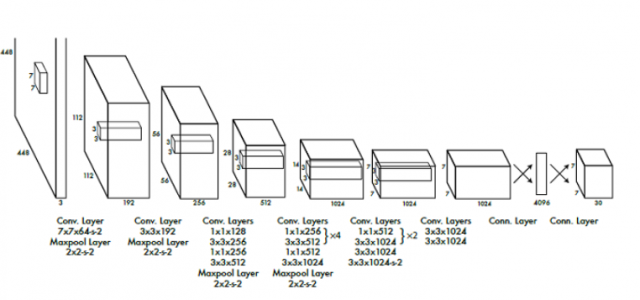 448
448
7
7
3
112
112
3
3
192
56
56
3
3
256
28
28
3
3
512
14
14
3
3
1024
7
7
3
3
1024
7
7
1024
4096
7
7
30
Conv. Layer
7x7x64-s-2
Maxpool Layer
2x2-s-2
Conv. Layer
3x3x192
Maxpool Layer
2x2-s-2
Conv. Layers
1x1x128
3x3x256
1x1x256
3x3x512
Maxpool Layer
2x2-s-2
Conv. Layers
1x1x256
3x3x512
×4
1x1x512
3x3x1024
Maxpool Layer
2x2-s-2
Conv. Layers
1x1x512
3x3x1024
×2
3x3x1024
3x3x1024-s-2
Conv. Layers
3x3x1024
3x3x1024
Conn. Layer
Conn. Layer